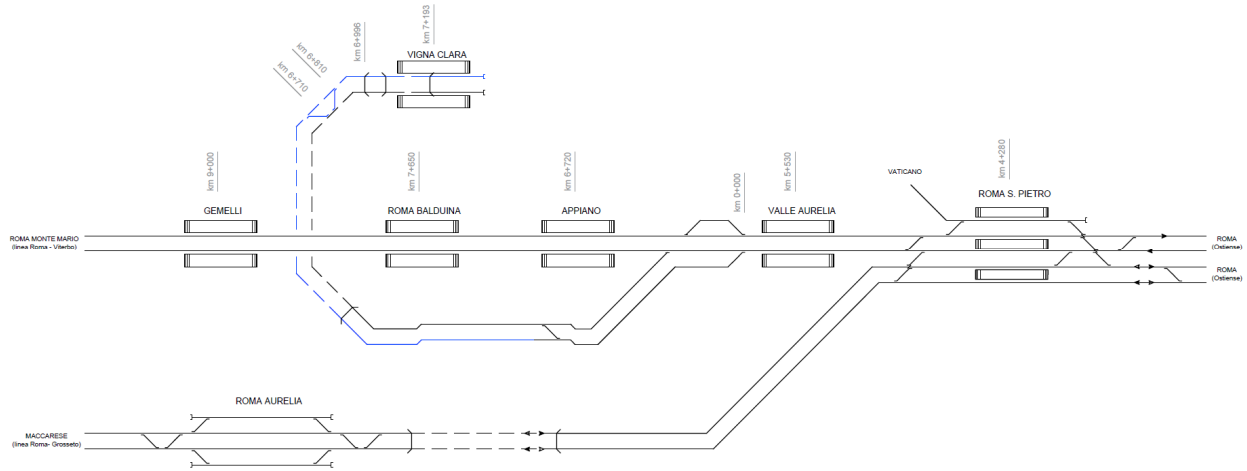 km 6+710
km 6+810
km 6+996
km 7+193
VIGNA CLARA
km 9+000
km 7+650
km 6+720
km 0+000
km 5+530
km 4+280
VATICANO
ROMA S. PIETRO
GEMELLI
ROMA BALDUINA
APPIANO
VALLE AURELIA
ROMA MONTE MARIO
(linea Roma - Viterbo)
ROMA
(Ostiense)
ROMA
(Ostiense)
ROMA AURELIA
MACCARESE
(linea Roma- Grosseto)